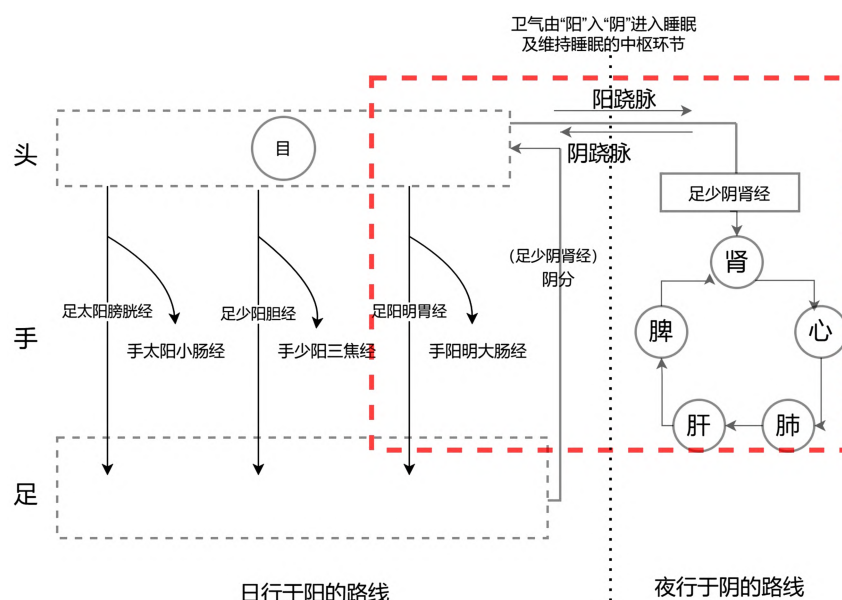 卫气由“阳”入“阴”进入睡眠
及维持睡眠的中枢环节
阳跷脉
阴跷脉
头
目
足少阴肾经
(足少阴肾经)
阴分
肾
手
足太阳膀胱经
足少阳胆经
足阳明胃经
手太阳小肠经
手少阳三焦经
手阳明大肠经
脾
心
肝
肺
足
日行于阳的路线
夜行于阴的路线